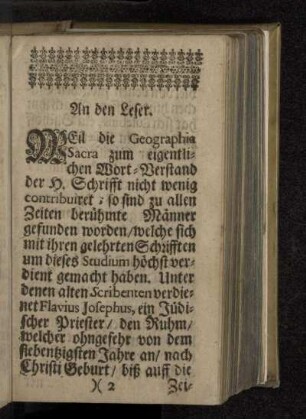 An den Leser.
WEil die Geographia
Sacra zum eigentli-
chen Wort-Verstand
der H. Schrifft nicht wenig
contribuiret; so sind zu allen
Zeiten berühmte Männer
gefunden worden/welche sich
mit ihren gelehrten Schrifften
um dieses Studium höchst ver-
dient gemacht haben. Unter
denen alten Scribenten verdie-
net Flavius Josephus, ein Jüdi-
scher Priester/ den Ruhm/
welcher ohngefehr von dem
siebentzigsten Jahre an/ nach
Christi Geburt/ biß auff die
)( 2 Zei-